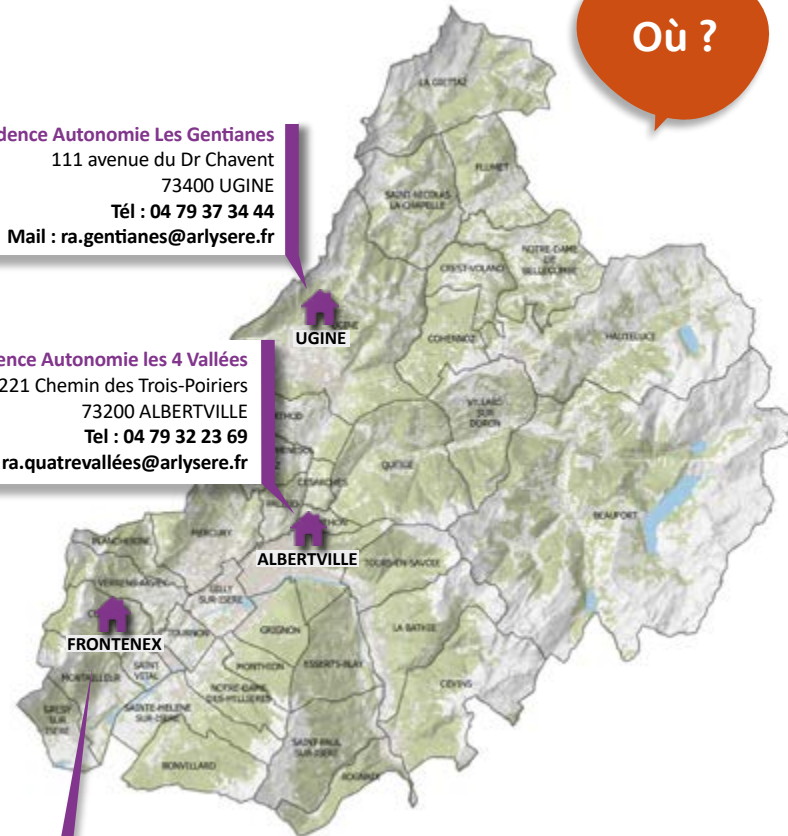 Où ?
dence Autonomie Les Gentianes
111 avenue du Dr Chavent
73400 UGINE
Tél : 04 79 37 34 44
Mail : ra.gentianes@arlysere.fr
ence Autonomie les 4 Vallées
221 Chemin des Trois-Poiriers
73200 ALBERTVILLE
Tel : 04 79 32 23 69
ra.quatrevallées@arlysere.fr
LA GIETTAZ
FLUMET
SAINT-NICOLAS
LA-CHAPELLE
NOTRE-DAME
DE
BELLECOMBE
CREST-VOLAND
UGINE
COHENNOZ
HAUTELUCE
VILLARD
SUR
DORON
QUEIGE
CESARCHES
BEAUFORT
MERCURY
PLANCHERINE
ALBERTVILLE
TOURS-EN-SAVOIE
VERRENS-ARVEY
GILLY
SUR-ISERE
FRONTENEX
TOURNON
GRIGNON
LA BATHIE
MONTAILLEUR
SAINT
VITAL
MONTHION
ESSERTS-BLAY
CEVINS
NOTRE-DAME
DES-MILLIERES
GRESY
SUR
ISERE
SAINTE-HELENE
SUR-ISERE
SAINT-PAUL
SUR-ISERE
BONVILLARD
ROGNAIX